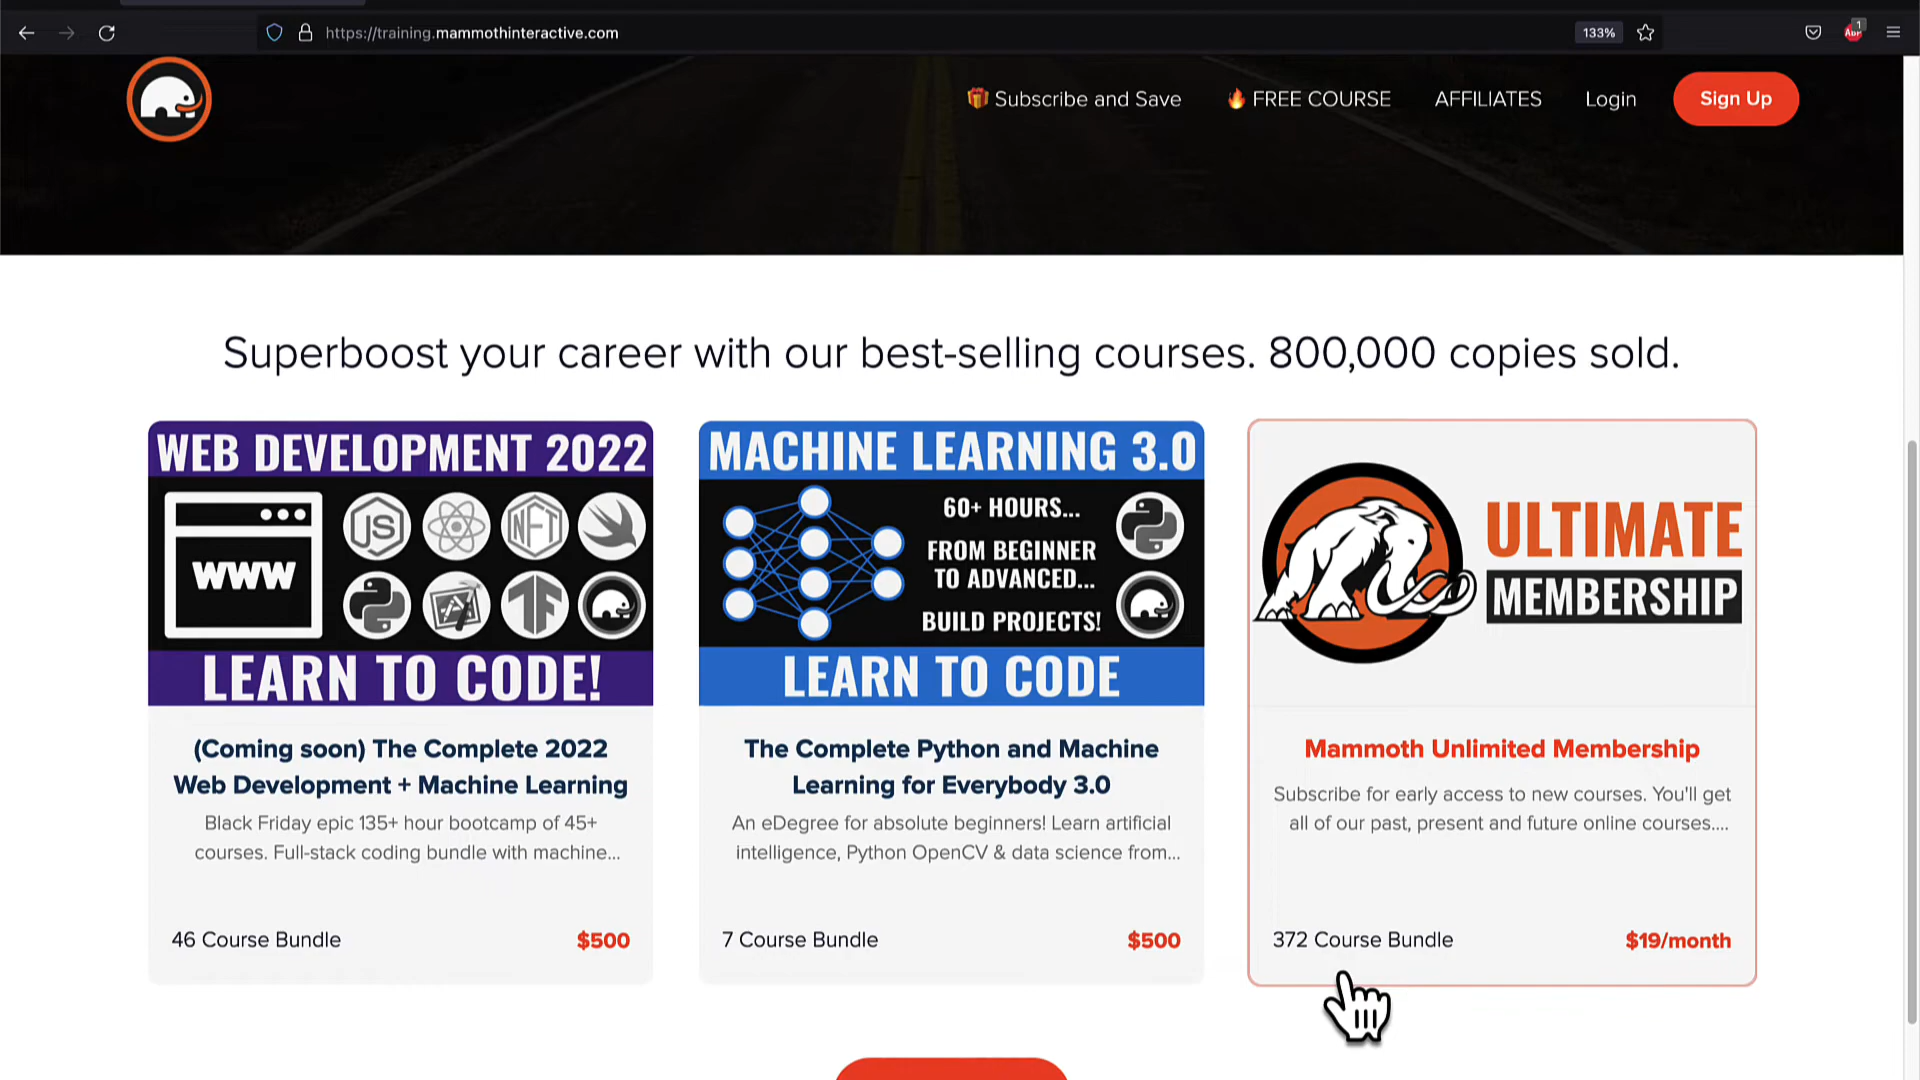 https://training.mammothinteractive.com
133%
1
ABP
🎁 Subscribe and Save
🔥 FREE COURSE
AFFILIATES
Login
Sign Up
Superboost your career with our best-selling courses. 800,000 copies sold.
WEB DEVELOPMENT 2022
WWW
JS
NFT
TF
LEARN TO CODE!
(Coming soon) The Complete 2022
Web Development + Machine Learning
Black Friday epic 135+ hour bootcamp of 45+
courses. Full-stack coding bundle with machine...
46 Course Bundle
$500
MACHINE LEARNING 3.0
60+ HOURS...
FROM BEGINNER
TO ADVANCED...
BUILD PROJECTS!
LEARN TO CODE
The Complete Python and Machine
Learning for Everybody 3.0
An eDegree for absolute beginners! Learn artificial
intelligence, Python OpenCV & data science from...
7 Course Bundle
$500
ULTIMATE
MEMBERSHIP
Mammoth Unlimited Membership
Subscribe for early access to new courses. You'll get
all of our past, present and future online courses....
372 Course Bundle
$19/month